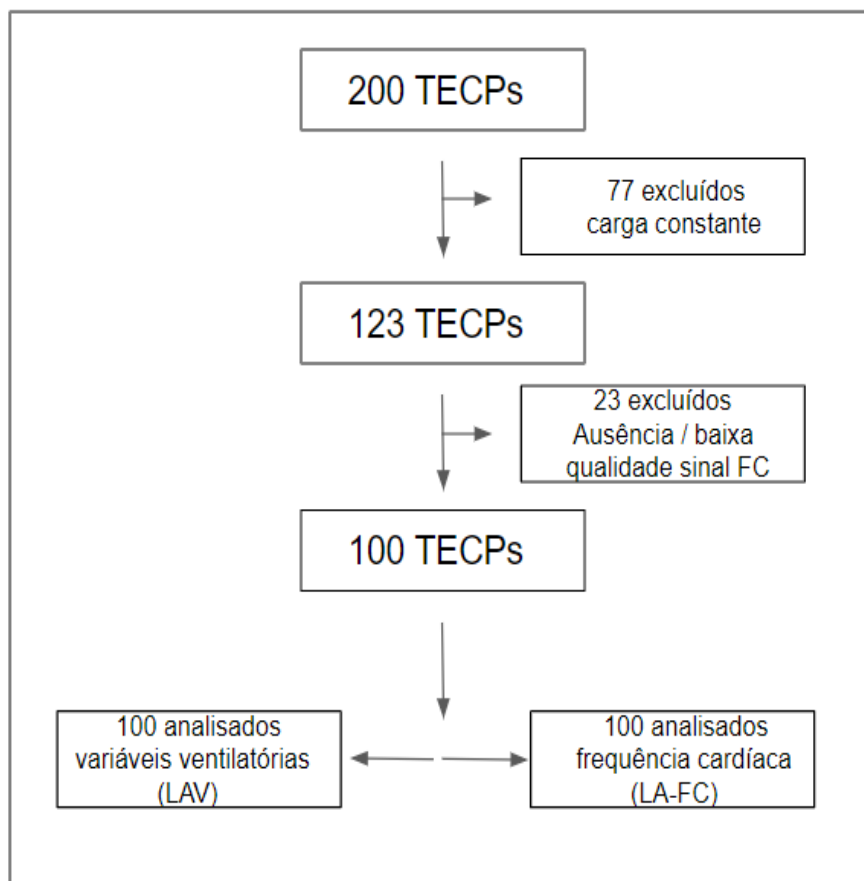 200 TECPs
77 excluídos
carga constante
123 TECPs
23 excluídos
Ausência / baixa
qualidade sinal FC
100 TECPs
100 analisados
variáveis ventilatórias
(LAV)
100 analisados
frequência cardíaca
(LA-FC)